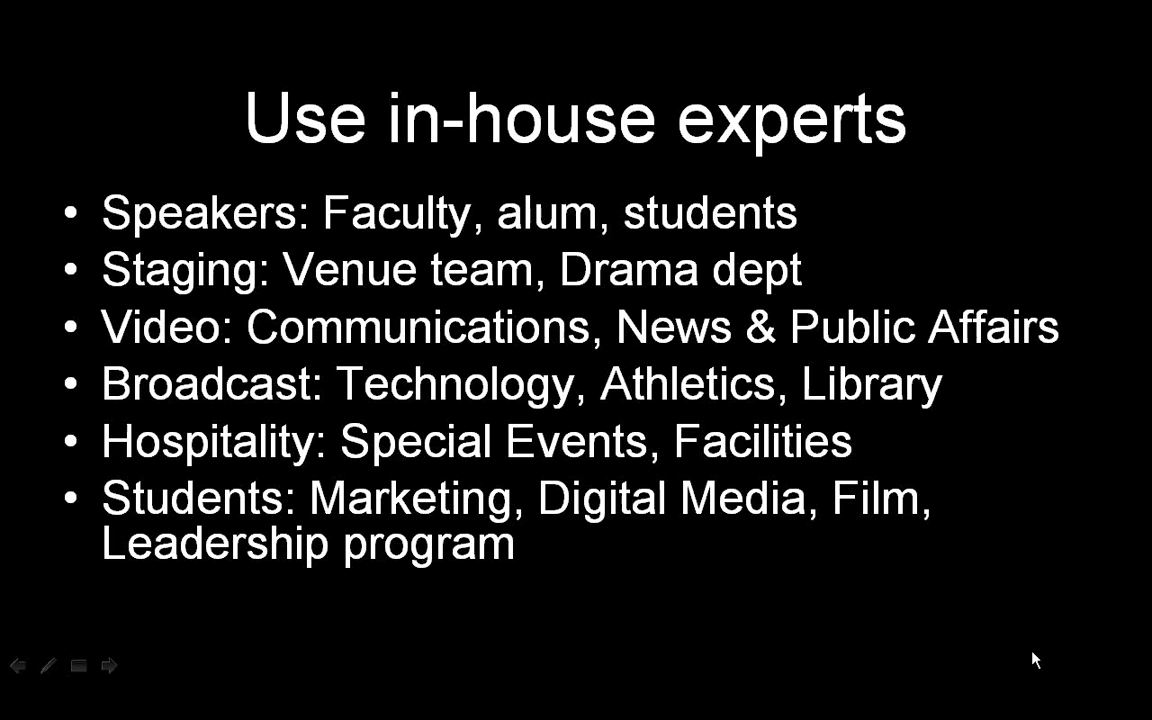 Use in-house experts
• Speakers: Faculty, alum, students
• Staging: Venue team, Drama dept
• Video: Communications, News & Public Affairs
• Broadcast: Technology, Athletics, Library
• Hospitality: Special Events, Facilities
• Students: Marketing, Digital Media, Film,
Leadership program